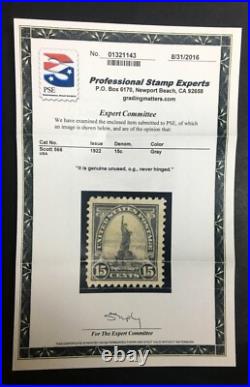 No. 01321143 8/31/2016
PSE
Professional Stamp Experts
P.O. Box 6170, Newport Beach, CA 92658
gradingmatters.com
Expert Committee
We have examined the enclosed item submitted to PSE, of which
an image is shown below, and are of the opinion that:
Cat No. Issue Denom. Color
Scott 566 1922 15c Gray
USA
"It is genuine unused, o.g., never hinged."
UNITED STATES POSTAGE
15 15
CENTS
For The Expert Committee